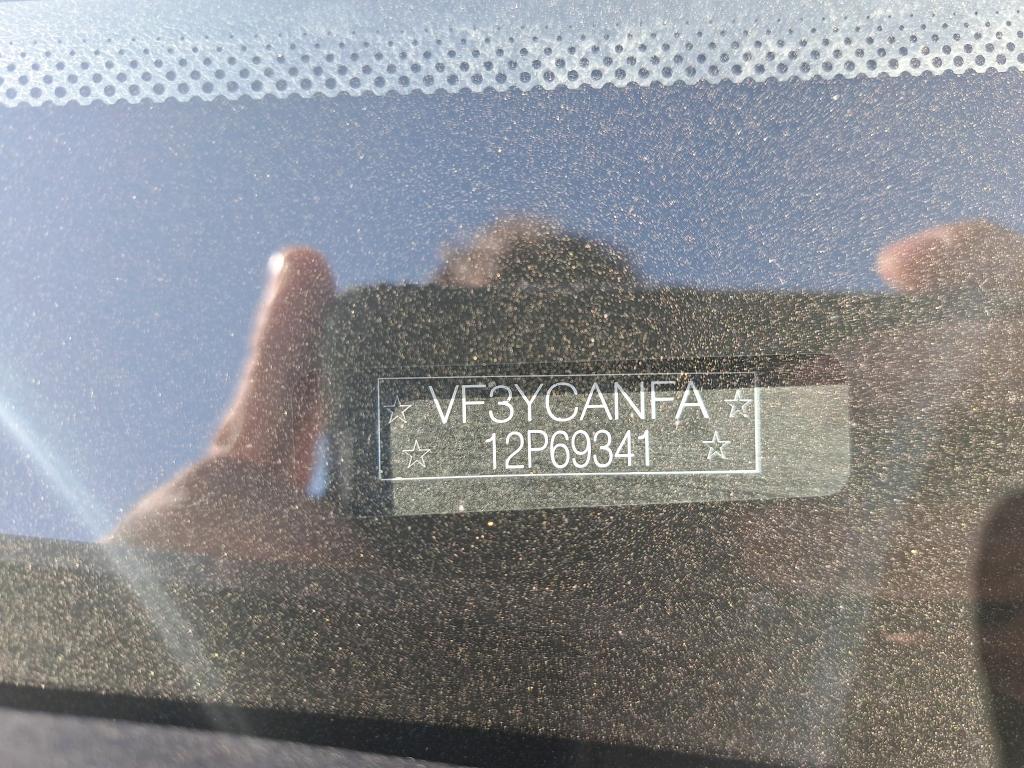 ☆ VF3YCANFA ☆
☆ 12P69341 ☆